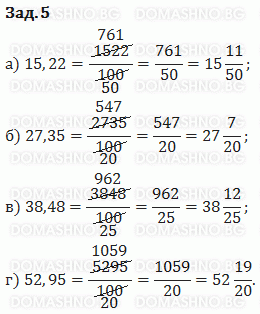 Зад.5
а) 15,22 = 1522/100 (761/50) = 761/50 = 15 11/50;
б) 27,35 = 2735/100 (547/20) = 547/20 = 27 7/20;
в) 38,48 = 3848/100 (962/25) = 962/25 = 38 12/25;
г) 52,95 = 5295/100 (1059/20) = 1059/20 = 52 19/20.